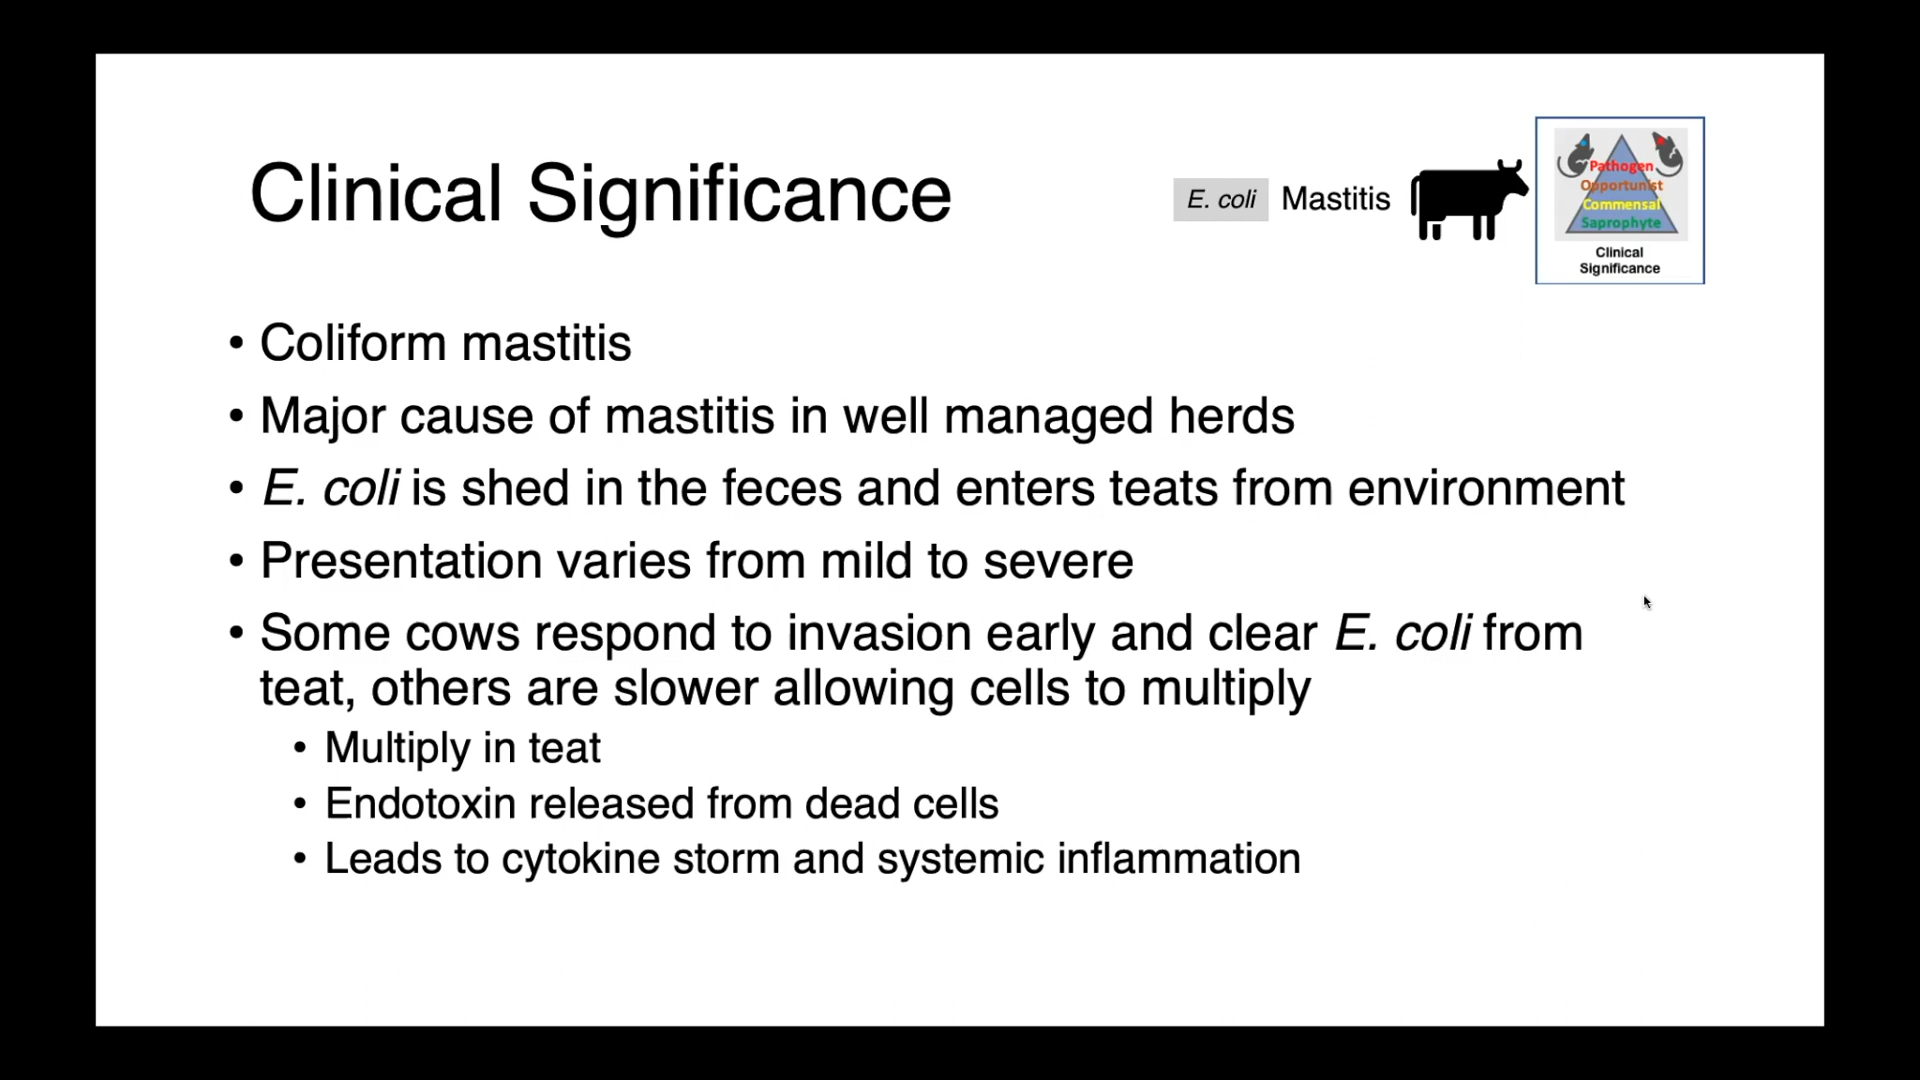 Clinical Significance
E. coli Mastitis
Pathogen
Opportunist
Commensal
Saprophyte
Clinical
Significance
• Coliform mastitis
• Major cause of mastitis in well managed herds
• E. coli is shed in the feces and enters teats from environment
• Presentation varies from mild to severe
• Some cows respond to invasion early and clear E. coli from
teat, others are slower allowing cells to multiply
• Multiply in teat
• Endotoxin released from dead cells
• Leads to cytokine storm and systemic inflammation